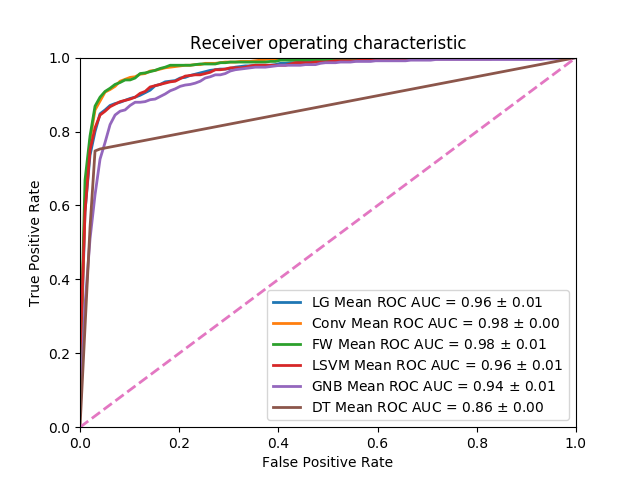 Receiver operating characteristic
True Positive Rate
1.0
0.8
0.6
0.4
0.2
0.0
LG Mean ROC AUC = 0.96 ± 0.01
Conv Mean ROC AUC = 0.98 ± 0.00
FW Mean ROC AUC = 0.98 ± 0.01
LSVM Mean ROC AUC = 0.96 ± 0.01
GNB Mean ROC AUC = 0.94 ± 0.01
DT Mean ROC AUC = 0.86 ± 0.00
0.0 0.2 0.4 0.6 0.8 1.0
False Positive Rate